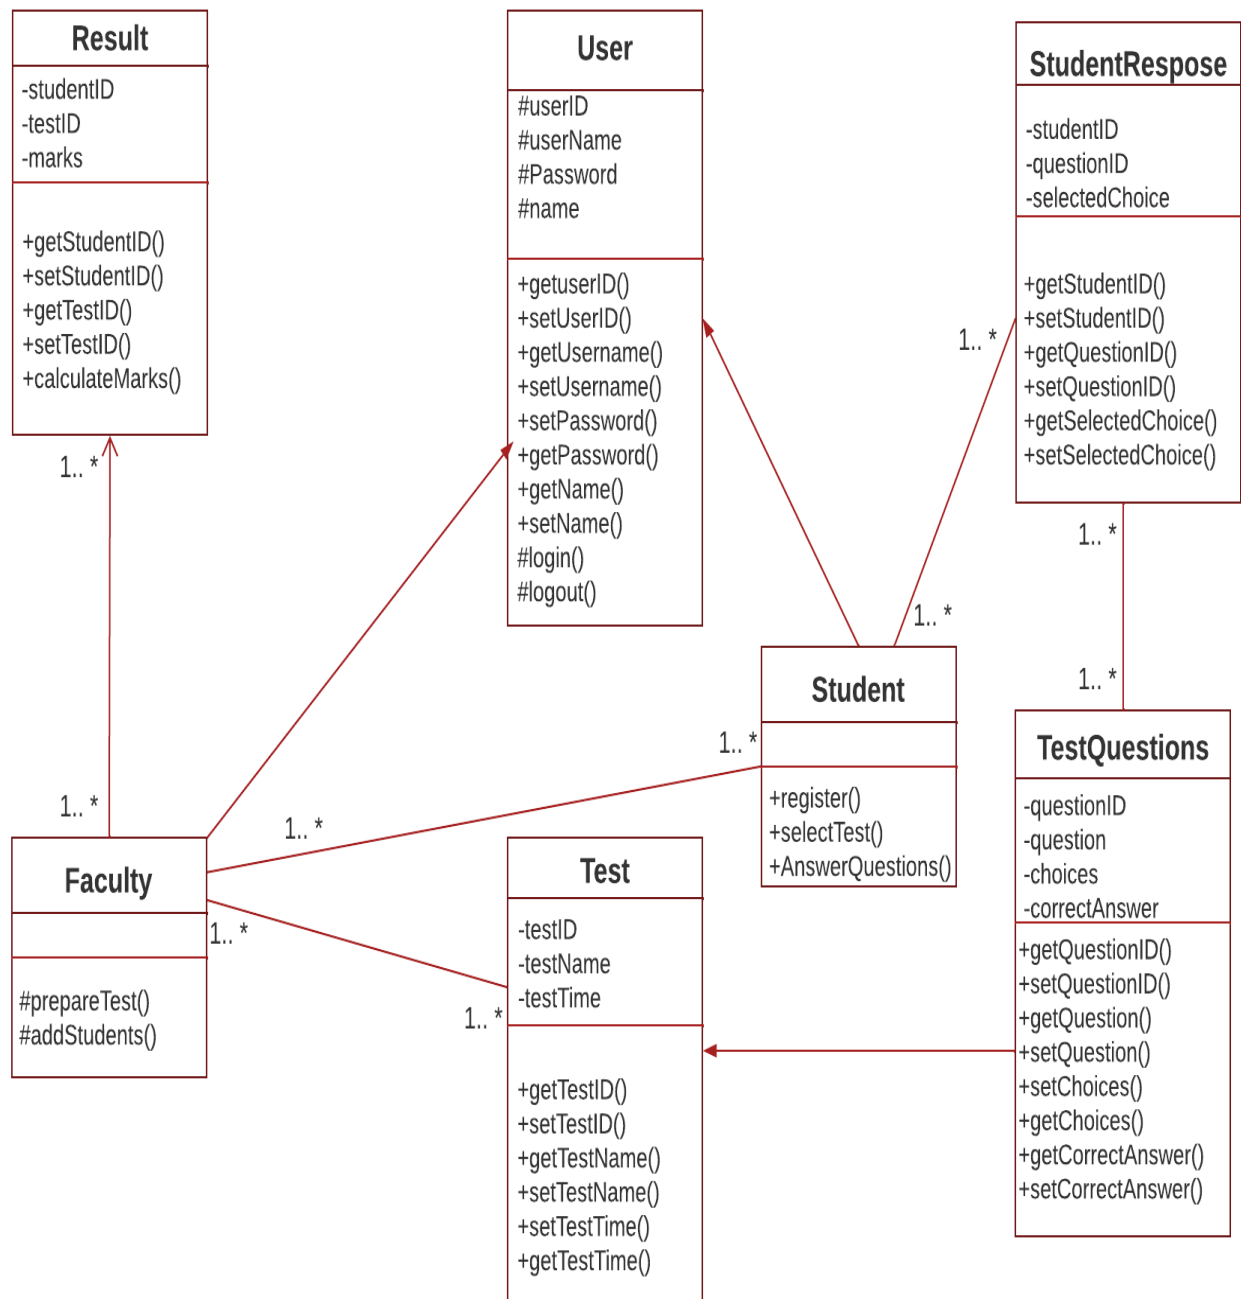 Result
-studentID
-testID
-marks
+getStudentID()
+setStudentID()
+getTestID()
+setTestID()
+calculateMarks()
1.. *
1.. *
User
#userID
#userName
#Password
#name
+getuserID()
+setUserID()
+getUsername()
+setUsername()
+setPassword()
+getPassword()
+getName()
+setName()
#login()
#logout()
StudentRespose
-studentID
-questionID
-selectedChoice
+getStudentID()
+setStudentID()
+getQuestionID()
+setQuestionID()
+getSelectedChoice()
+setSelectedChoice()
1.. *
1.. *
1.. *
1.. *
Student
+register()
+selectTest()
+AnswerQuestions()
1.. *
1.. *
Faculty
#prepareTest()
#addStudents()
1.. *
1.. *
Test
-testID
-testName
-testTime
+getTestID()
+setTestID()
+getTestName()
+setTestName()
+setTestTime()
+getTestTime()
TestQuestions
-questionID
-question
-choices
-correctAnswer
+getQuestionID()
+setQuestionID()
+getQuestion()
+setQuestion()
+setChoices()
+getChoices()
+getCorrectAnswer()
+setCorrectAnswer()